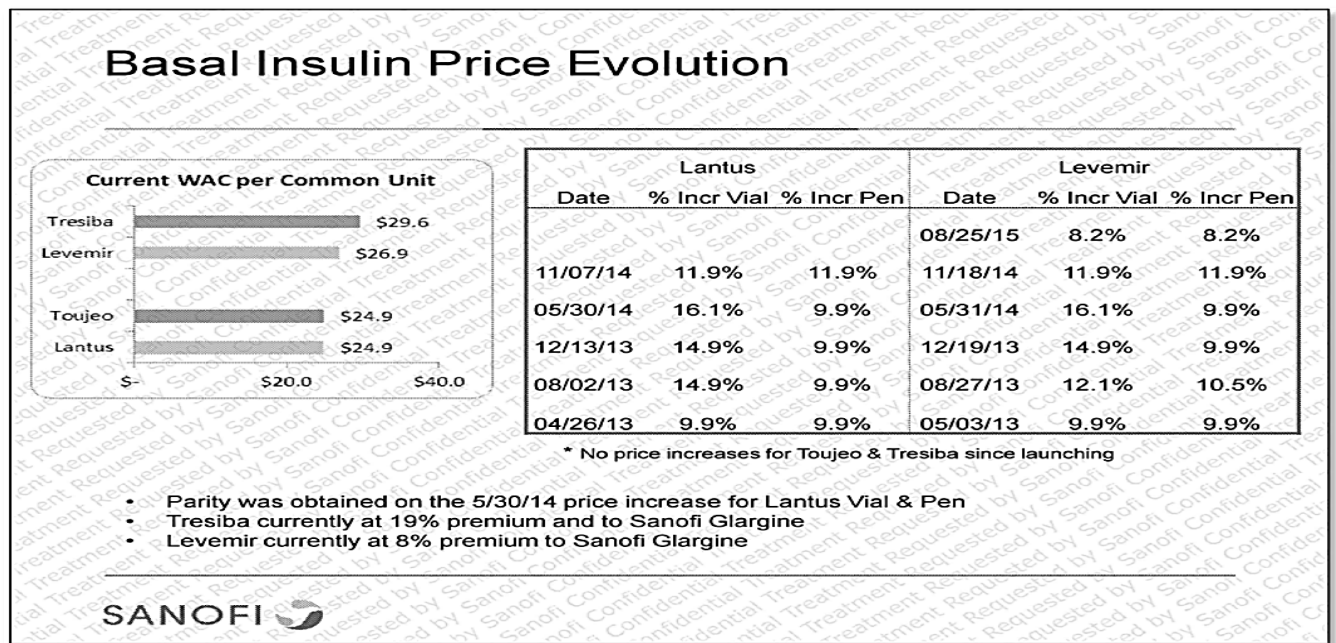 Basal Insulin Price Evolution
Current WAC per Common Unit
Tresiba $29.6
Levemir $26.9
Toujeo $24.9
Lantus $24.9
$- $20.0 $40.0
Lantus Levemir
Date % Incr Vial % Incr Pen Date % Incr Vial % Incr Pen
08/25/15 8.2% 8.2%
11/07/14 11.9% 11.9% 11/18/14 11.9% 11.9%
05/30/14 16.1% 9.9% 05/31/14 16.1% 9.9%
12/13/13 14.9% 9.9% 12/19/13 14.9% 9.9%
08/02/13 14.9% 9.9% 08/27/13 12.1% 10.5%
04/26/13 9.9% 9.9% 05/03/13 9.9% 9.9%
* No price increases for Toujeo & Tresiba since launching
• Parity was obtained on the 5/30/14 price increase for Lantus Vial & Pen
• Tresiba currently at 19% premium and to Sanofi Glargine
• Levemir currently at 8% premium to Sanofi Glargine
SANOFI
Confidential Treatment Requested by Sanofi